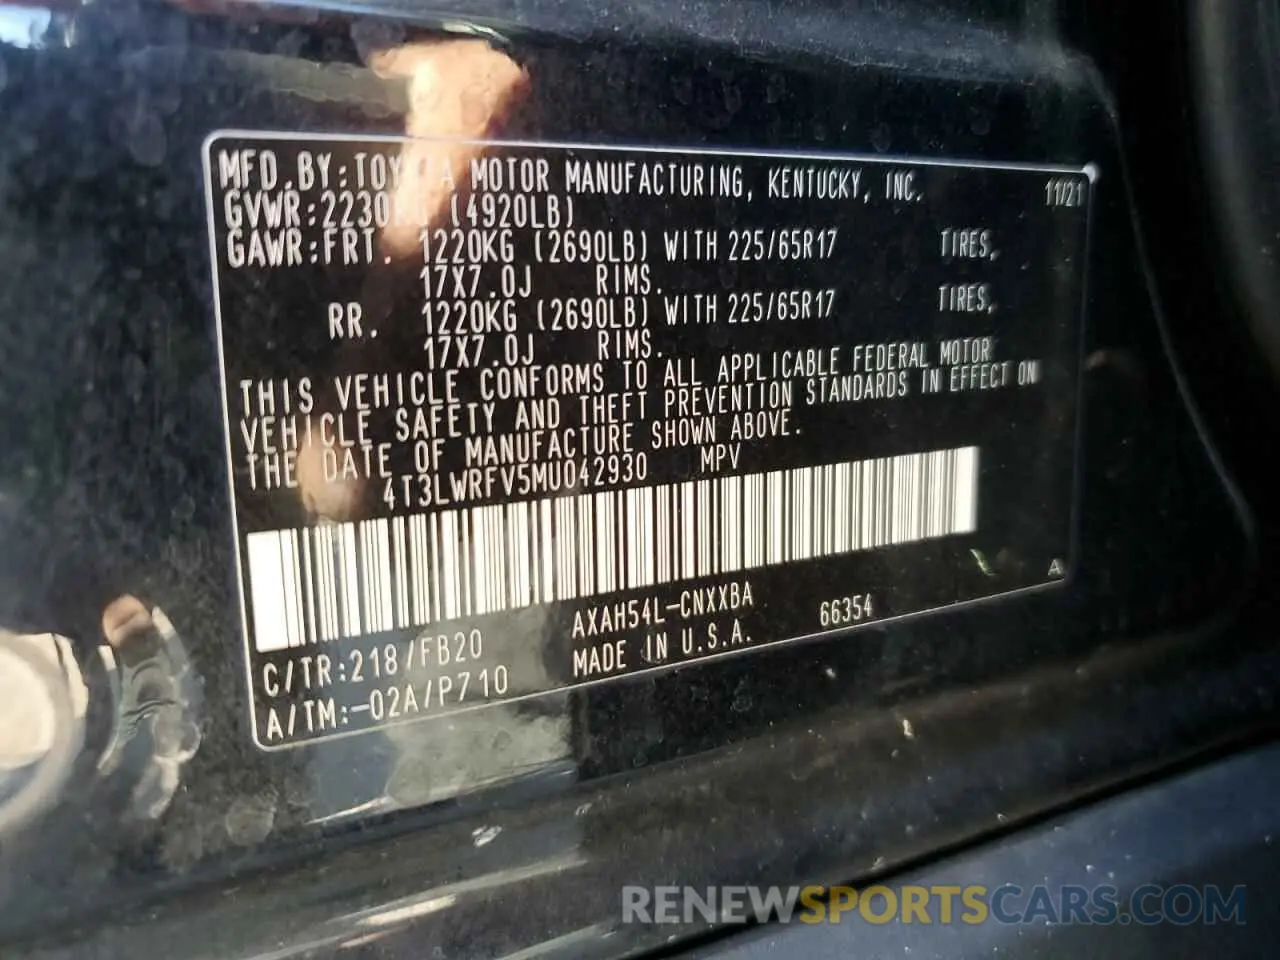 MFD. BY: TOYOTA MOTOR MANUFACTURING, KENTUCKY, INC. 11/21
GVWR: 2230KG (4920LB)
GAWR: FRT. 1220KG (2690LB) WITH 225/65R17 TIRES,
17X7.0J RIMS.
RR. 1220KG (2690LB) WITH 225/65R17 TIRES,
17X7.0J RIMS.
THIS VEHICLE CONFORMS TO ALL APPLICABLE FEDERAL MOTOR
VEHICLE SAFETY AND THEFT PREVENTION STANDARDS IN EFFECT ON
THE DATE OF MANUFACTURE SHOWN ABOVE.
4T3LWRFV5MU042930 MPV
A
C/TR: 218/FB20 AXAH54L-CNXXBA 66354
A/TM: -02A/P710 MADE IN U.S.A.
RENEWSPORTSCARS.COM